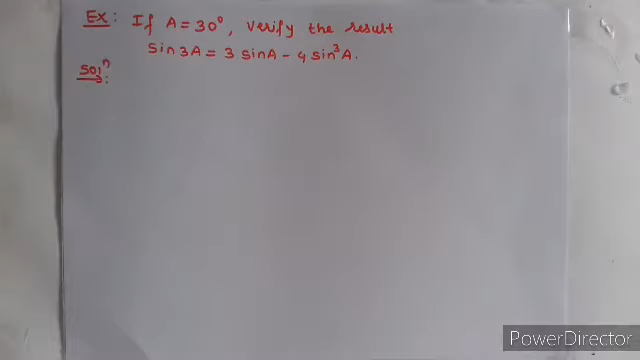 Ex: If A = 30°, verify the result
Sin 3A = 3 sinA - 4 sin³A.
Solⁿ:
PowerDirector